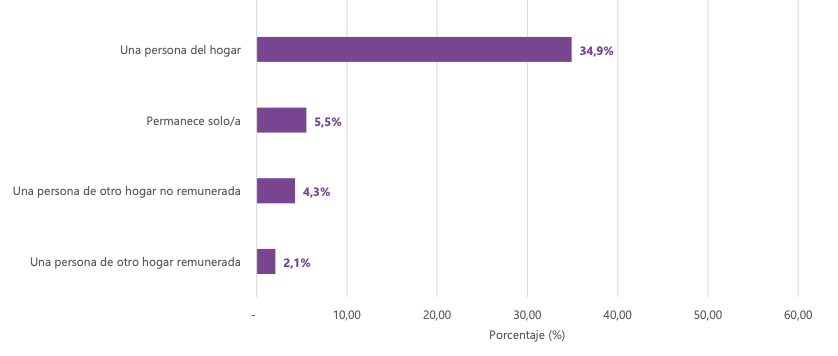 Una persona del hogar 34,9%
Permanece solo/a 5,5%
Una persona de otro hogar no remunerada 4,3%
Una persona de otro hogar remunerada 2,1%
- 10,00 20,00 30,00 40,00 50,00 60,00
Porcentaje (%)